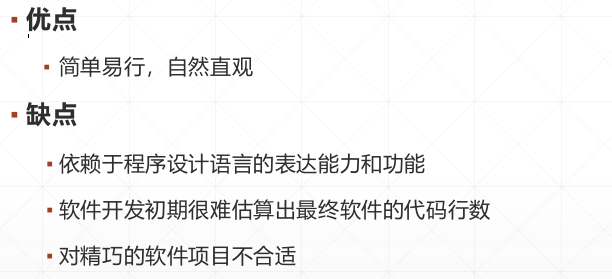 优点
简单易行，自然直观
缺点
依赖于程序设计语言的表达能力和功能
软件开发初期很难估算出最终软件的代码行数
对精巧的软件项目不合适